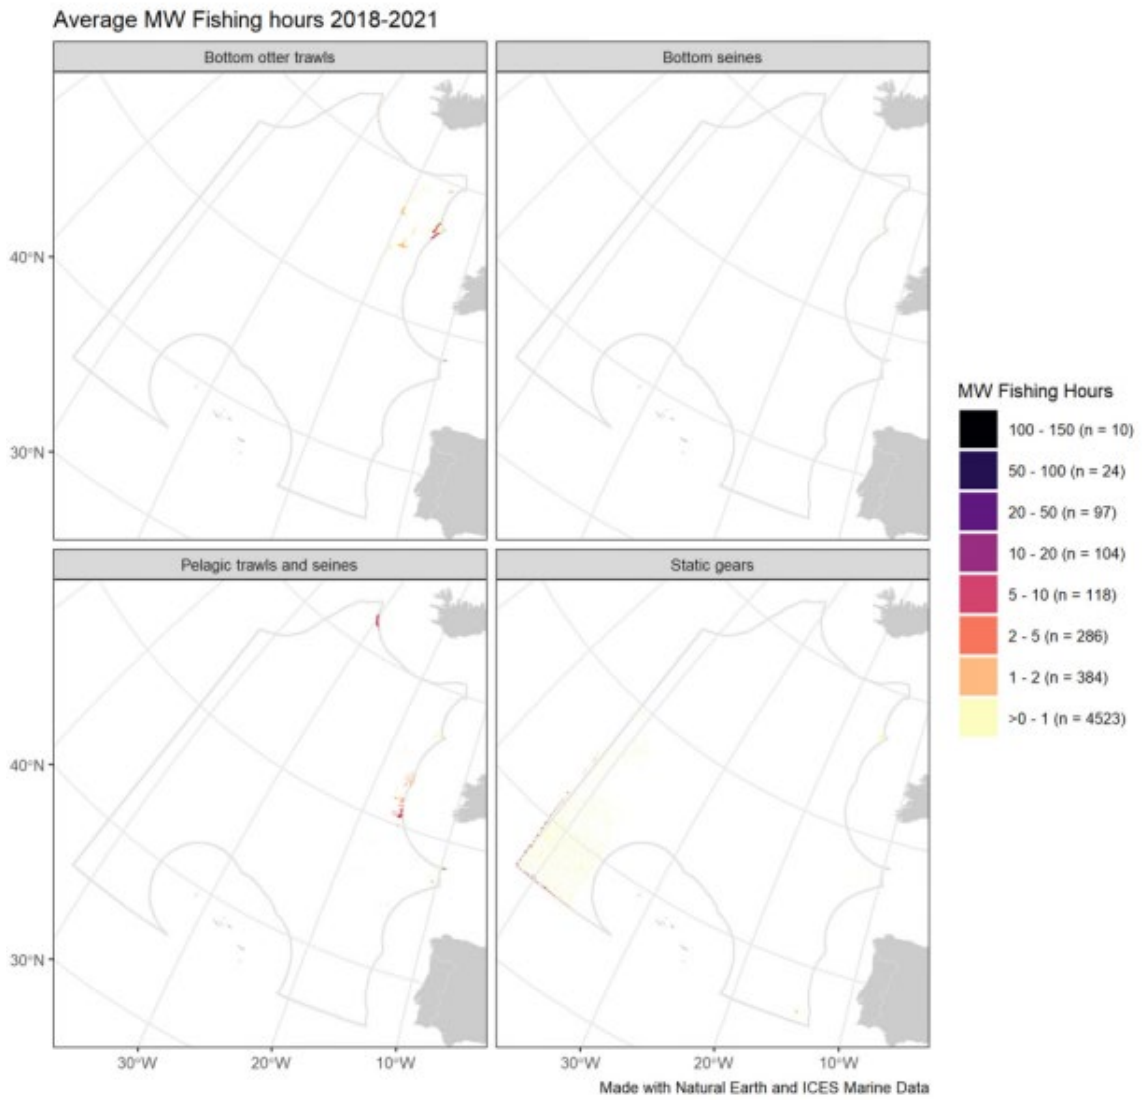 Average MW Fishing hours 2018-2021
Bottom otter trawls
Bottom seines
40°N
30°N
Pelagic trawls and seines
Static gears
40°N
30°N
30°W
20°W
10°W
30°W
20°W
10°W
MW Fishing Hours
100 - 150 (n = 10)
50 - 100 (n = 24)
20 - 50 (n = 97)
10 - 20 (n = 104)
5 - 10 (n = 118)
2 - 5 (n = 286)
1 - 2 (n = 384)
>0 - 1 (n = 4523)
Made with Natural Earth and ICES Marine Data